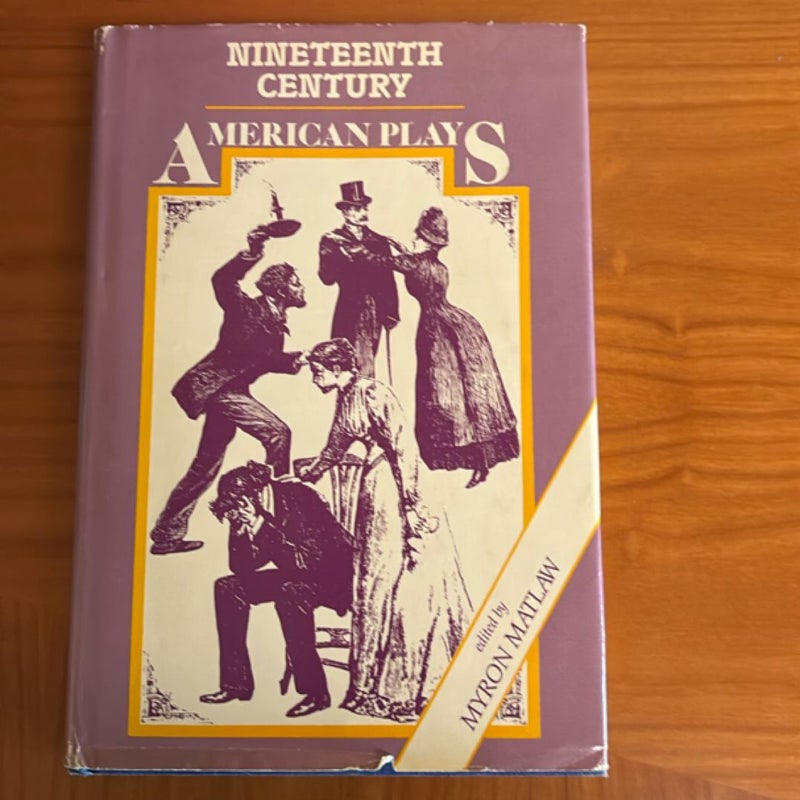 NINETEENTH
CENTURY
AMERICAN PLAYS
edited by
MYRON MATLAW